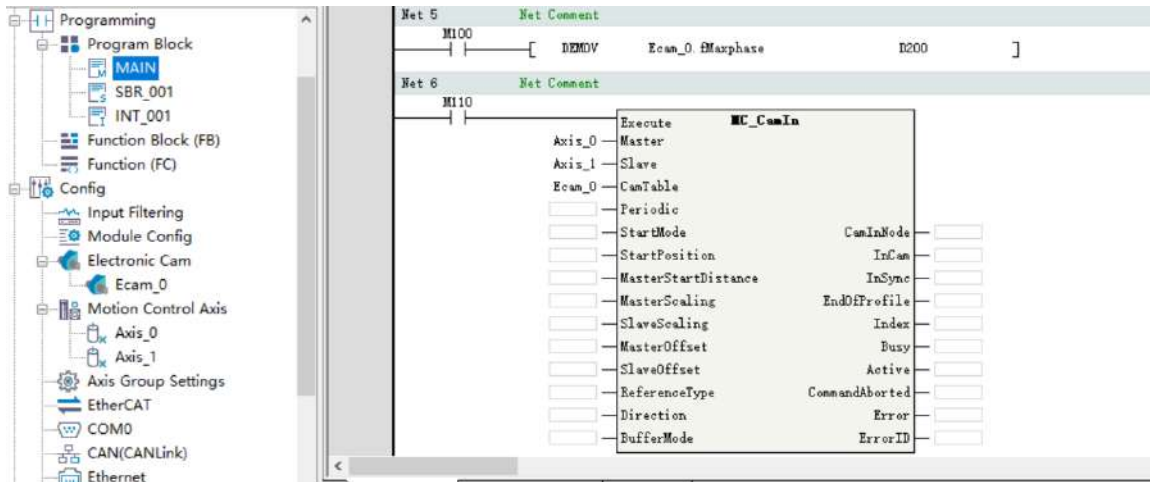 Programming
Program Block
MAIN
SBR_001
INT_001
Function Block (FB)
Function (FC)
Config
Input Filtering
Module Config
Electronic Cam
Ecam_0
Motion Control Axis
Axis_0
Axis_1
Axis Group Settings
EtherCAT
COM0
CAN(CANLink)
Ethernet
Net 5 Net Comment
M100
[ DEMOV Ecam_0.fMaxphase D200 ]
Net 6 Net Comment
M110
Execute MC_CamIn
Axis_0 Master
Axis_1 Slave
Ecam_0 CamTable
Periodic
StartMode CamInNode
StartPosition InCam
MasterStartDistance InSync
MasterScaling EndOfProfile
SlaveScaling Index
MasterOffset Busy
SlaveOffset Active
ReferenceType CommandAborted
Direction Error
BufferMode ErrorID